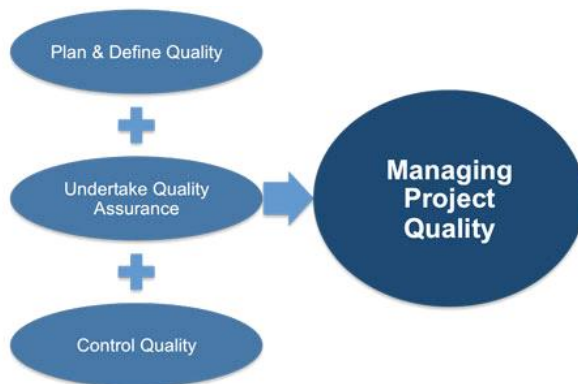 Plan & Define Quality
Undertake Quality
Assurance
Control Quality
Managing
Project
Quality